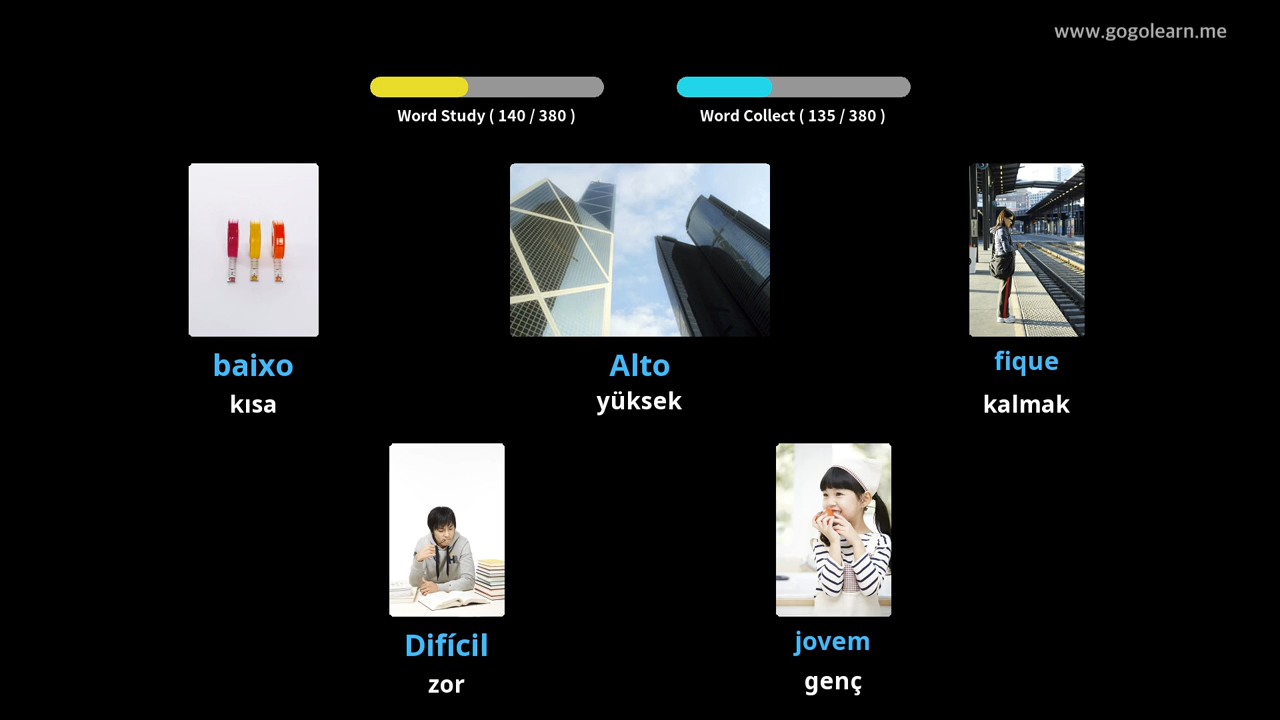 www.gogolearn.me
Word Study ( 140 / 380 )
Word Collect ( 135 / 380 )
baixo
kısa
Alto
yüksek
fique
kalmak
Difícil
zor
jovem
genç